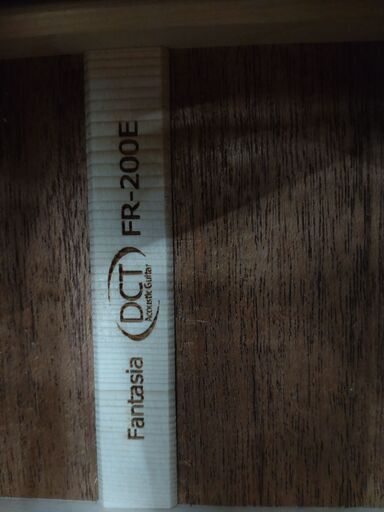 Fantasia
DCT
Acoustic Guitar
FR-200E